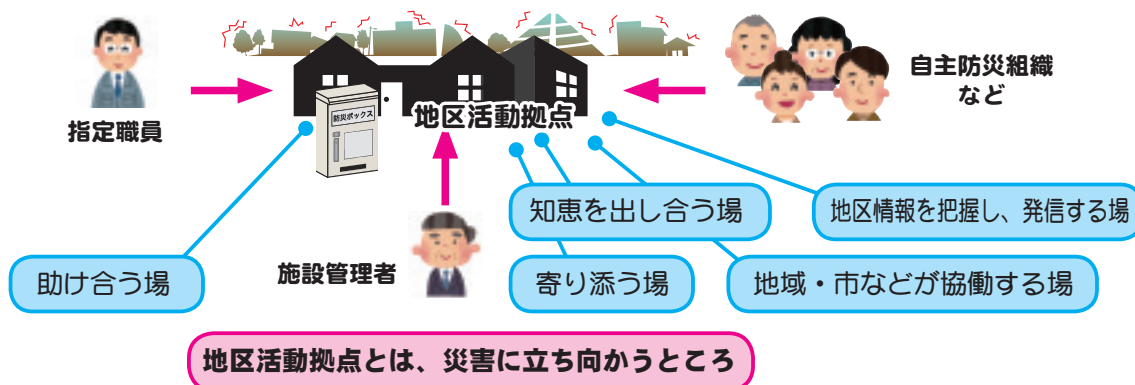 指定職員
防災ボックス
地区活動拠点
自主防災組織
など
知恵を出し合う場
地区情報を把握し、発信する場
助け合う場
施設管理者
寄り添う場
地域・市などが協働する場
地区活動拠点とは、災害に立ち向かうところ